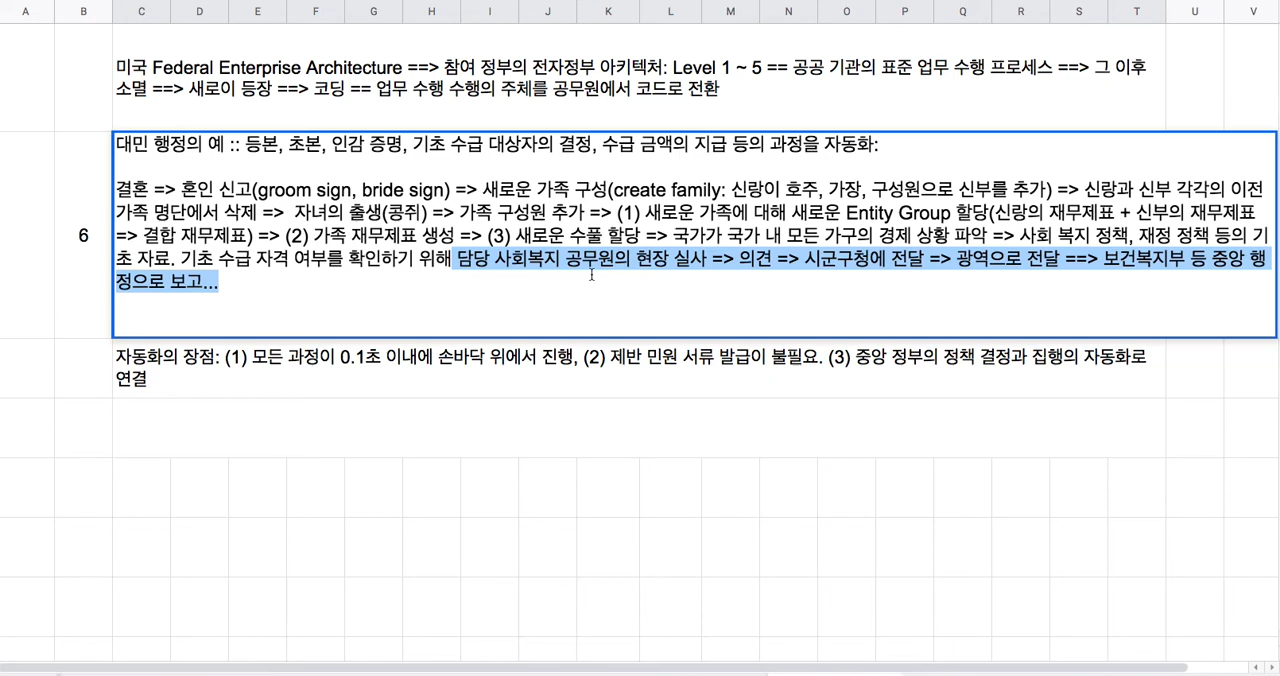 A B C D E F G H I J K L M N O P Q R S T U V
미국 Federal Enterprise Architecture ==> 참여 정부의 전자정부 아키텍처: Level 1 ~ 5 == 공공 기관의 표준 업무 수행 프로세스 ==> 그 이후
소멸 ==> 새로이 등장 ==> 코딩 == 업무 수행 수행의 주체를 공무원에서 코드로 전환
대민 행정의 예 :: 등본, 초본, 인감 증명, 기초 수급 대상자의 결정, 수급 금액의 지급 등의 과정을 자동화:
결혼 => 혼인 신고(groom sign, bride sign) => 새로운 가족 구성(create family: 신랑이 호주, 가장, 구성원으로 신부를 추가) => 신랑과 신부 각각의 이전
가족 명단에서 삭제 => 자녀의 출생(콩쥐) => 가족 구성원 추가 => (1) 새로운 가족에 대해 새로운 Entity Group 할당(신랑의 재무제표 + 신부의 재무제표
6
=> 결합 재무제표) => (2) 가족 재무제표 생성 => (3) 새로운 수풀 할당 => 국가가 국가 내 모든 가구의 경제 상황 파악 => 사회 복지 정책, 재정 정책 등의 기
초 자료. 기초 수급 자격 여부를 확인하기 위해 담당 사회복지 공무원의 현장 실사 => 의견 => 시군구청에 전달 => 광역으로 전달 ==> 보건복지부 등 중앙 행
정으로 보고...
자동화의 장점: (1) 모든 과정이 0.1초 이내에 손바닥 위에서 진행, (2) 제반 민원 서류 발급이 불필요. (3) 중앙 정부의 정책 결정과 집행의 자동화로
연결